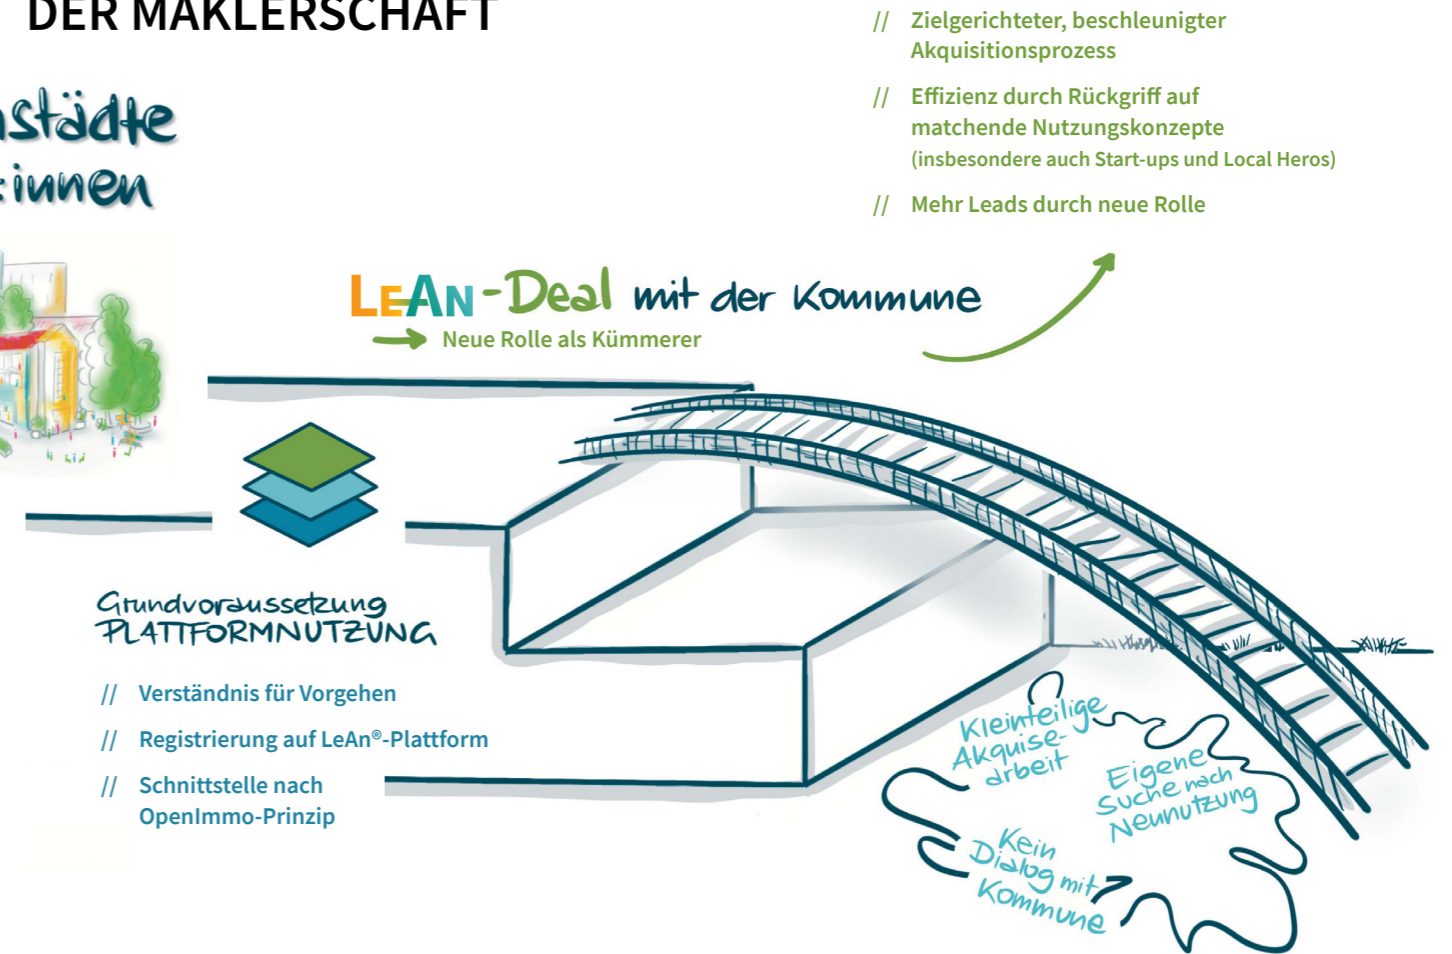 DER MAKLERSCHAFT
// Zielgerichteter, beschleunigter
Akquisitionsprozess
// Effizienz durch Rückgriff auf
matchende Nutzungskonzepte
(insbesondere auch Start-ups und Local Heros)
// Mehr Leads durch neue Rolle
nstädte
:innen
LEAN-Deal mit der Kommune
Neue Rolle als Kümmerer
Grundvoraussetzung
PLATTFORMNUTZUNG
// Verständnis für Vorgehen
// Registrierung auf LeAn®-Plattform
// Schnittstelle nach
OpenImmo-Prinzip
Kleinteilige
Akquise-
arbeit
Eigene
Suche nach
Neunutzung
Kein
Dialog mit
Kommune